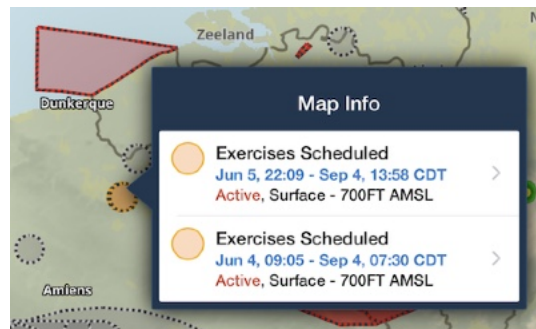 N
Zeeland
Dunkerque
Map Info
Exercises Scheduled
Jun 5, 22:09 - Sep 4, 13:58 CDT
Active, Surface - 700FT AMSL
Exercises Scheduled
Jun 4, 09:05 - Sep 4, 07:30 CDT
Active, Surface - 700FT AMSL
Amiens